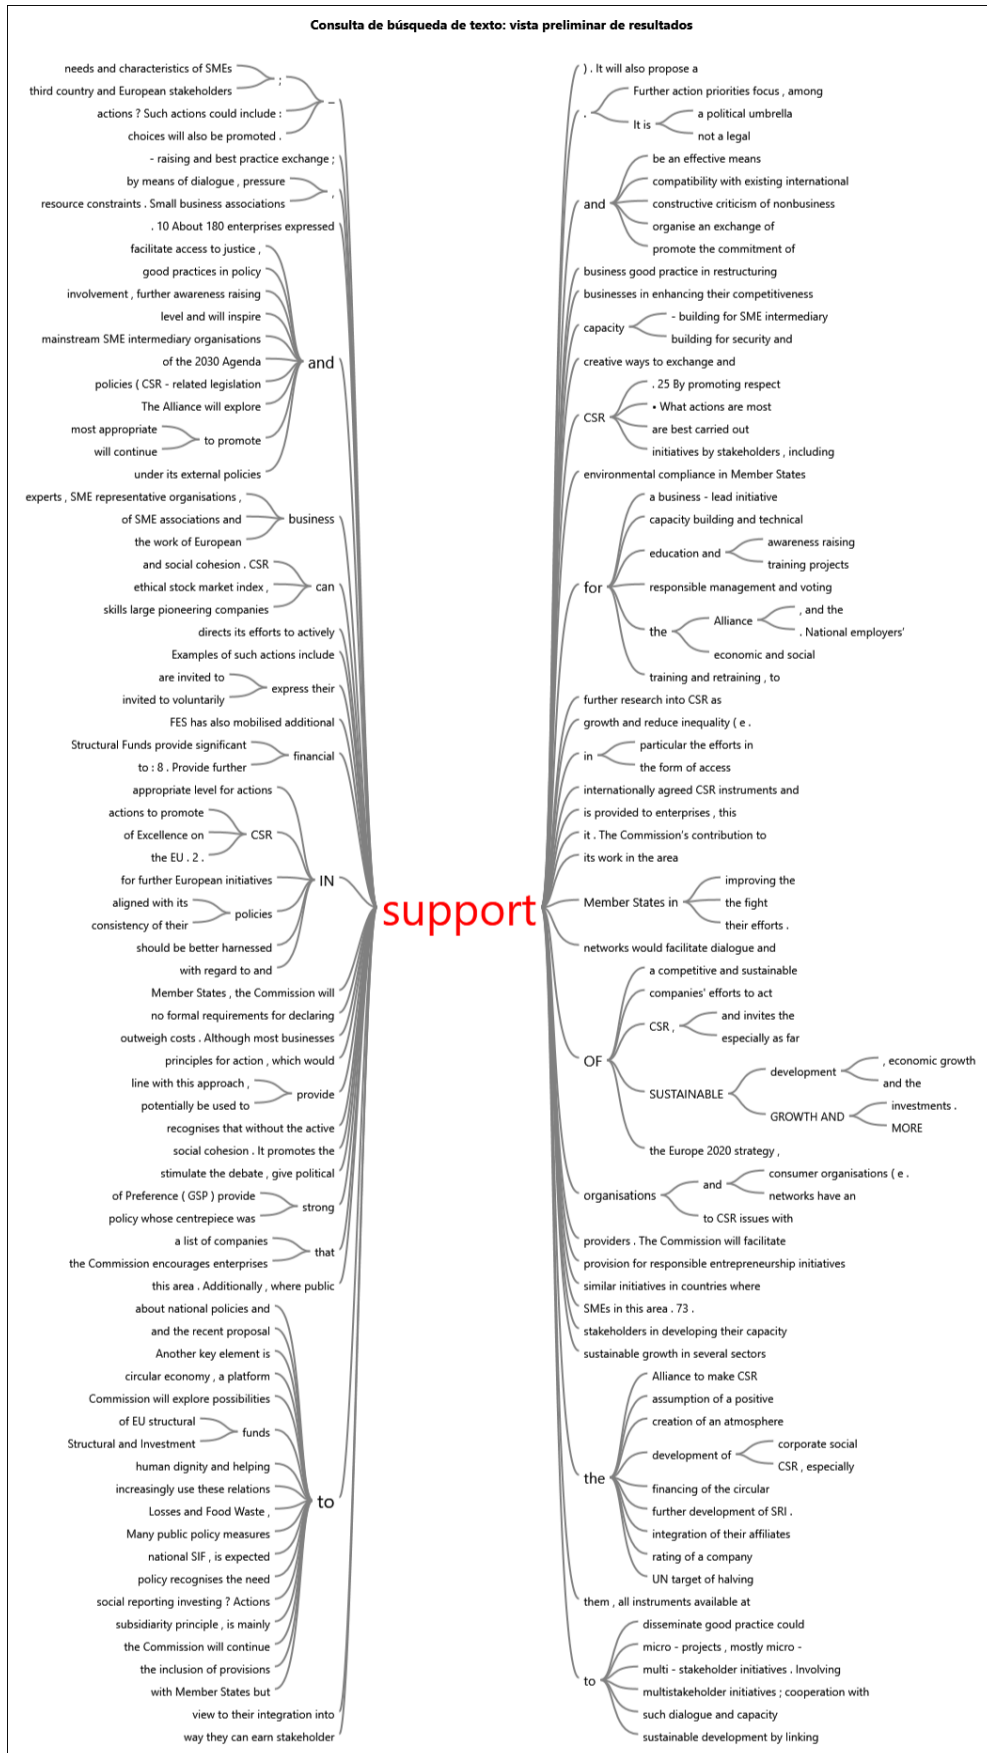 Consulta de búsqueda de texto: vista preliminar de resultados
needs and characteristics of SMEs
third country and European stakeholders
;
actions ? Such actions could include :
choices will also be promoted .
–
- raising and best practice exchange ;
by means of dialogue , pressure
resource constraints . Small business associations
,
. 10 About 180 enterprises expressed
facilitate access to justice ,
good practices in policy
involvement , further awareness raising
level and will inspire
mainstream SME intermediary organisations
of the 2030 Agenda
and
policies ( CSR - related legislation
The Alliance will explore
most appropriate
will continue
to promote
under its external policies
experts , SME representative organisations ,
of SME associations and
business
the work of European
and social cohesion . CSR
ethical stock market index ,
can
skills large pioneering companies
directs its efforts to actively
Examples of such actions include
are invited to
invited to voluntarily
express their
FES has also mobilised additional
Structural Funds provide significant
to : 8 . Provide further
financial
appropriate level for actions
actions to promote
of Excellence on
CSR
the EU . 2 .
for further European initiatives
IN
aligned with its
consistency of their
policies
should be better harnessed
with regard to and
Member States , the Commission will
no formal requirements for declaring
outweigh costs . Although most businesses
principles for action , which would
line with this approach ,
potentially be used to
provide
recognises that without the active
social cohesion . It promotes the
stimulate the debate , give political
of Preference ( GSP ) provide
policy whose centrepiece was
strong
a list of companies
the Commission encourages enterprises
that
this area . Additionally , where public
about national policies and
and the recent proposal
Another key element is
circular economy , a platform
Commission will explore possibilities
of EU structural
Structural and Investment
funds
human dignity and helping
increasingly use these relations
to
Losses and Food Waste ,
Many public policy measures
national SIF , is expected
policy recognises the need
social reporting investing ? Actions
subsidiarity principle , is mainly
the Commission will continue
the inclusion of provisions
with Member States but
view to their integration into
way they can earn stakeholder
support
) . It will also propose a
.
Further action priorities focus , among
It is
a political umbrella
not a legal
and
be an effective means
compatibility with existing international
constructive criticism of nonbusiness
organise an exchange of
promote the commitment of
business good practice in restructuring
businesses in enhancing their competitiveness
capacity
- building for SME intermediary
building for security and
creative ways to exchange and
CSR
. 25 By promoting respect
• What actions are most
are best carried out
initiatives by stakeholders , including
environmental compliance in Member States
for
a business - lead initiative
capacity building and technical
education and
awareness raising
training projects
responsible management and voting
the
Alliance
, and the
. National employers'
economic and social
training and retraining , to
further research into CSR as
growth and reduce inequality ( e .
in
particular the efforts in
the form of access
internationally agreed CSR instruments and
is provided to enterprises , this
it . The Commission's contribution to
its work in the area
Member States in
improving the
the fight
their efforts .
networks would facilitate dialogue and
OF
a competitive and sustainable
companies' efforts to act
CSR ,
and invites the
especially as far
SUSTAINABLE
development
, economic growth
and the
GROWTH AND
investments .
MORE
the Europe 2020 strategy ,
organisations
and
consumer organisations ( e .
networks have an
to CSR issues with
providers . The Commission will facilitate
provision for responsible entrepreneurship initiatives
similar initiatives in countries where
SMEs in this area . 73 .
stakeholders in developing their capacity
sustainable growth in several sectors
the
Alliance to make CSR
assumption of a positive
creation of an atmosphere
development of
corporate social
CSR , especially
financing of the circular
further development of SRI .
integration of their affiliates
rating of a company
UN target of halving
them , all instruments available at
to
disseminate good practice could
micro - projects , mostly micro -
multi - stakeholder initiatives . Involving
multistakeholder initiatives ; cooperation with
such dialogue and capacity
sustainable development by linking